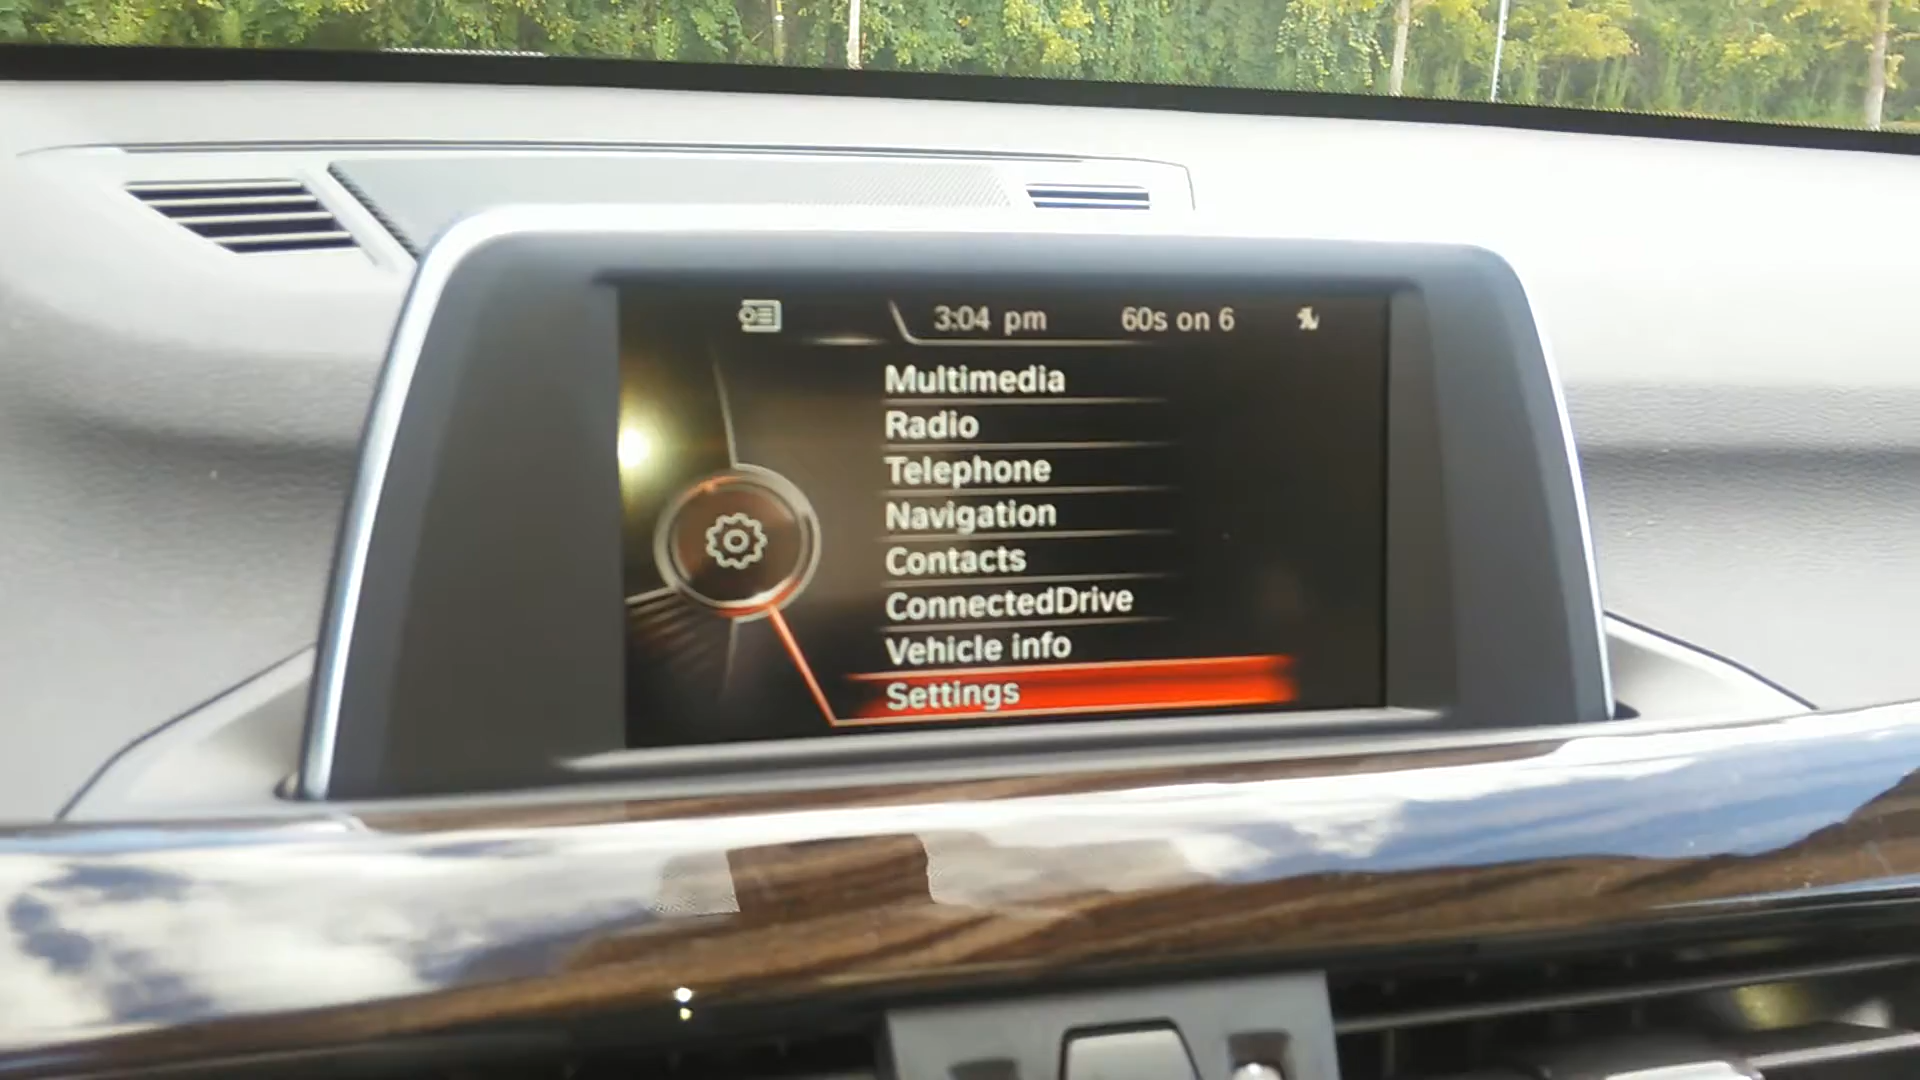 3:04 pm 60s on 6
Multimedia
Radio
Telephone
Navigation
Contacts
ConnectedDrive
Vehicle info
Settings